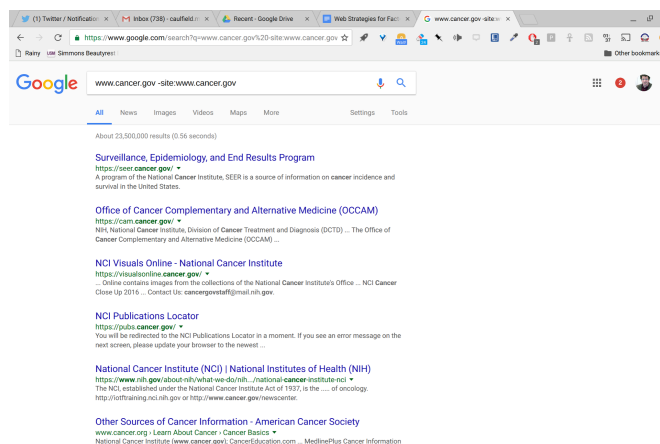 (1) Twitter / Notification
Inbox (738) - caulfield.m
Recent - Google Drive
Web Strategies for Fact
www.cancer.gov -site:w
https://www.google.com/search?q=www.cancer.gov%20-site:www.cancer.gov
Rainy
Simmons Beautyrest
Other bookmark
Google
www.cancer.gov -site:www.cancer.gov
2
All News Images Videos Maps More Settings Tools
About 23,500,000 results (0.56 seconds)
Surveillance, Epidemiology, and End Results Program
https://seer.cancer.gov/
A program of the National Cancer Institute, SEER is a source of information on cancer incidence and
survival in the United States.
Office of Cancer Complementary and Alternative Medicine (OCCAM)
https://cam.cancer.gov/
NIH, National Cancer Institute, Division of Cancer Treatment and Diagnosis (DCTD) ... The Office of
Cancer Complementary and Alternative Medicine (OCCAM) ...
NCI Visuals Online - National Cancer Institute
https://visualsonline.cancer.gov/
... Online contains images from the collections of the National Cancer Institute's Office ... NCI Cancer
Close Up 2016 ... Contact Us: cancergovstaff@mail.nih.gov.
NCI Publications Locator
https://pubs.cancer.gov/
You will be redirected to the NCI Publications Locator in a moment. If you see an error message on the
next screen, please update your browser to the newest ...
National Cancer Institute (NCI) | National Institutes of Health (NIH)
https://www.nih.gov/about-nih/what-we-do/nih.../national-cancer-institute-nci
The NCI, established under the National Cancer Institute Act of 1937, is the ..... of oncology.
http://iotftraining.nci.nih.gov or http://www.cancer.gov/newscenter.
Other Sources of Cancer Information - American Cancer Society
www.cancer.org › Learn About Cancer › Cancer Basics
National Cancer Institute (www.cancer.gov); CancerEducation.com ... MedlinePlus Cancer Information